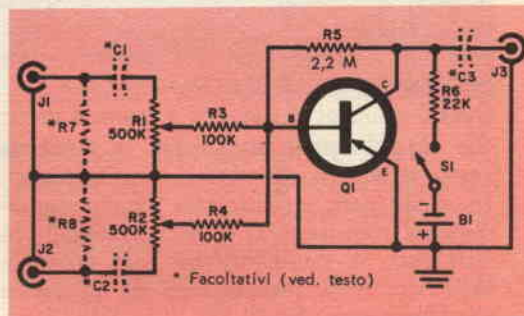 *C1
J1
*R7
R1
500K
R3
100K
R5
2,2 M
B
C
E
Q1
*C3
J3
R6
22K
S1
-
B1
+
*R8
R2
500K
R4
100K
J2
C2
* Facoltativi (ved. testo)